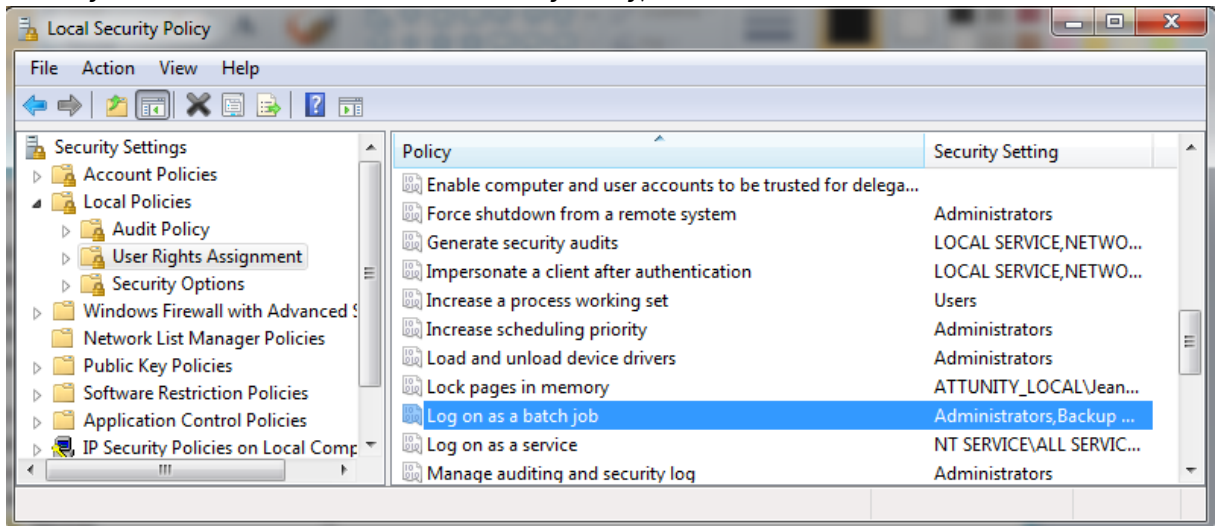 Local Security Policy
File Action View Help
Security Settings
Account Policies
Local Policies
Audit Policy
User Rights Assignment
Security Options
Windows Firewall with Advanced S
Network List Manager Policies
Public Key Policies
Software Restriction Policies
Application Control Policies
IP Security Policies on Local Comp
Policy Security Setting
Enable computer and user accounts to be trusted for delega...
Force shutdown from a remote system Administrators
Generate security audits LOCAL SERVICE,NETWO...
Impersonate a client after authentication LOCAL SERVICE,NETWO...
Increase a process working set Users
Increase scheduling priority Administrators
Load and unload device drivers Administrators
Lock pages in memory ATTUNITY_LOCAL\Jean...
Log on as a batch job Administrators,Backup ...
Log on as a service NT SERVICE\ALL SERVIC...
Manage auditing and security log Administrators